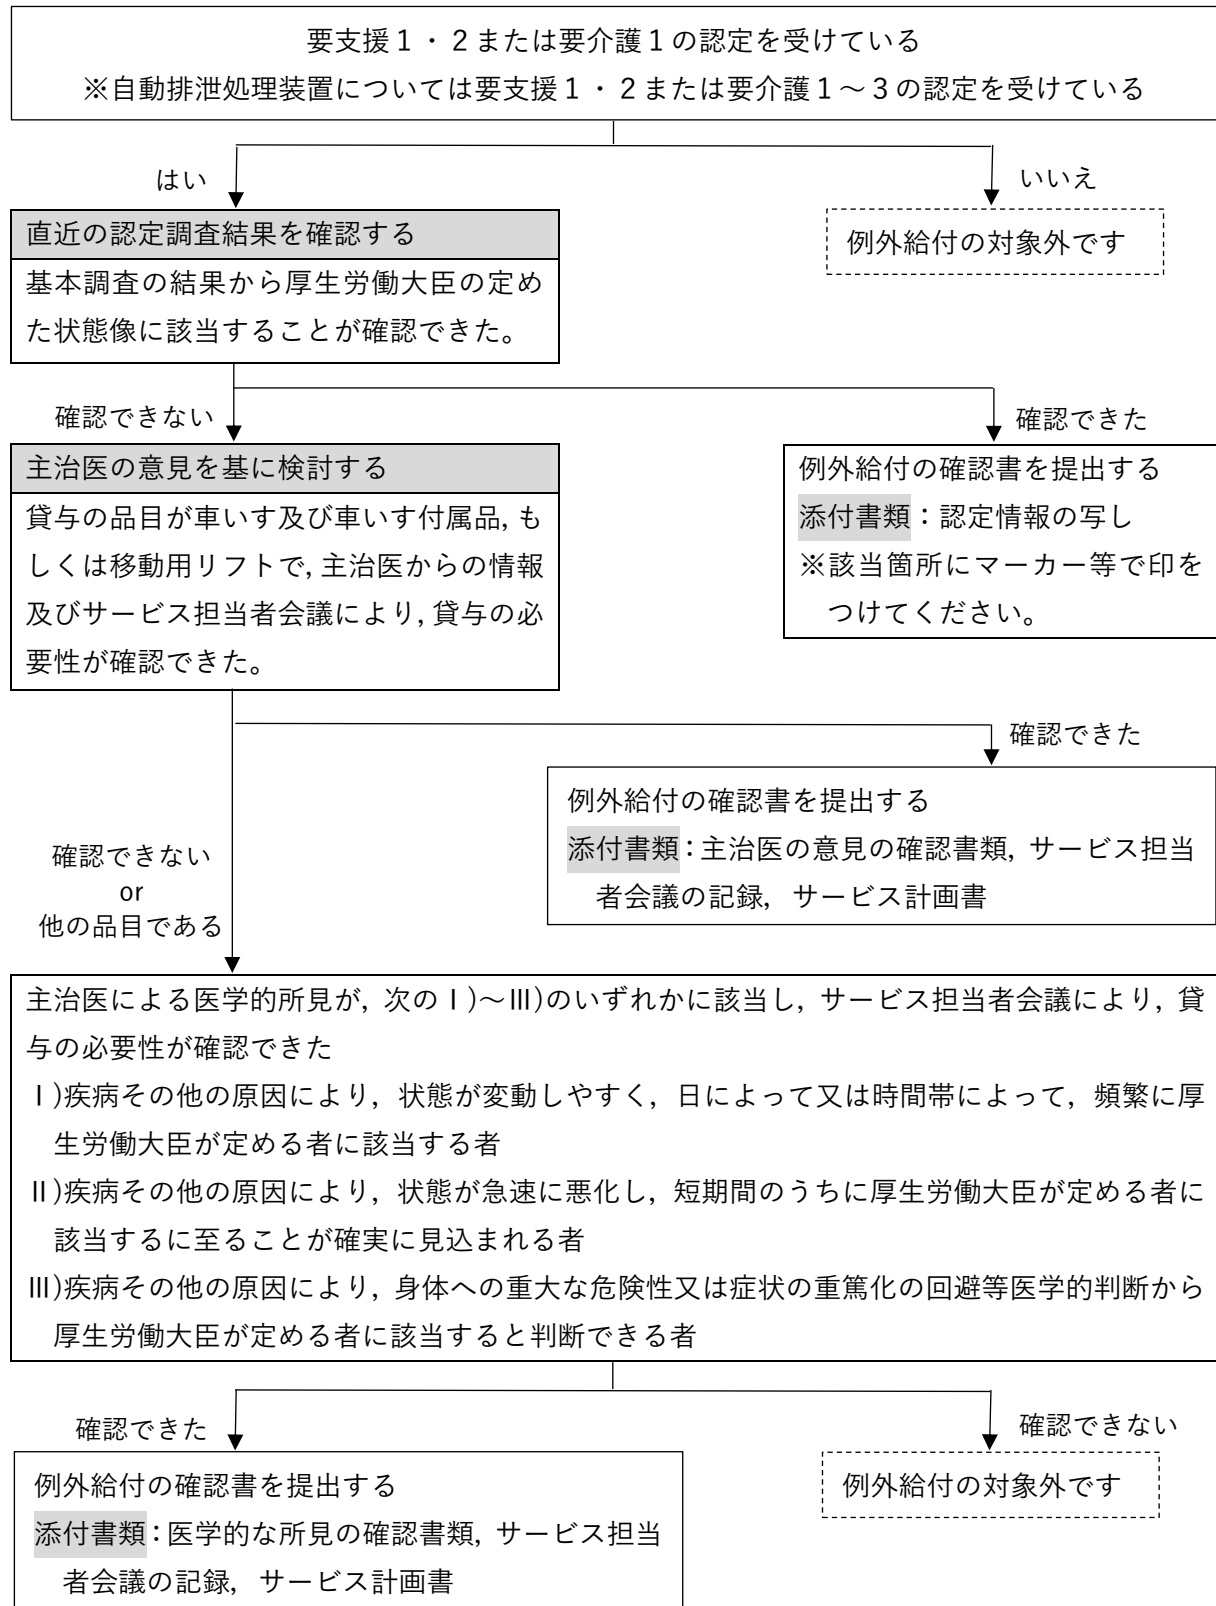 要支援１・２または要介護１の認定を受けている
※自動排泄処理装置については要支援１・２または要介護１～３の認定を受けている
はい
いいえ
直近の認定調査結果を確認する
例外給付の対象外です
基本調査の結果から厚生労働大臣の定め
た状態像に該当することが確認できた。
確認できない
確認できた
主治医の意見を基に検討する
貸与の品目が車いす及び車いす付属品，も
しくは移動用リフトで，主治医からの情報
及びサービス担当者会議により，貸与の必
要性が確認できた。
例外給付の確認書を提出する
添付書類：認定情報の写し
※該当箇所にマーカー等で印を
つけてください。
確認できた
例外給付の確認書を提出する
添付書類：主治医の意見の確認書類，サービス担当
者会議の記録，サービス計画書
確認できない
or
他の品目である
主治医による医学的所見が，次のⅠ)～Ⅲ)のいずれかに該当し，サービス担当者会議により，貸
与の必要性が確認できた
Ⅰ)疾病その他の原因により，状態が変動しやすく，日によって又は時間帯によって，頻繁に厚
生労働大臣が定める者に該当する者
Ⅱ)疾病その他の原因により，状態が急速に悪化し，短期間のうちに厚生労働大臣が定める者に
該当するに至ることが確実に見込まれる者
Ⅲ)疾病その他の原因により，身体への重大な危険性又は症状の重篤化の回避等医学的判断から
厚生労働大臣が定める者に該当すると判断できる者
確認できた
確認できない
例外給付の確認書を提出する
添付書類：医学的な所見の確認書類，サービス担当
者会議の記録，サービス計画書
例外給付の対象外です